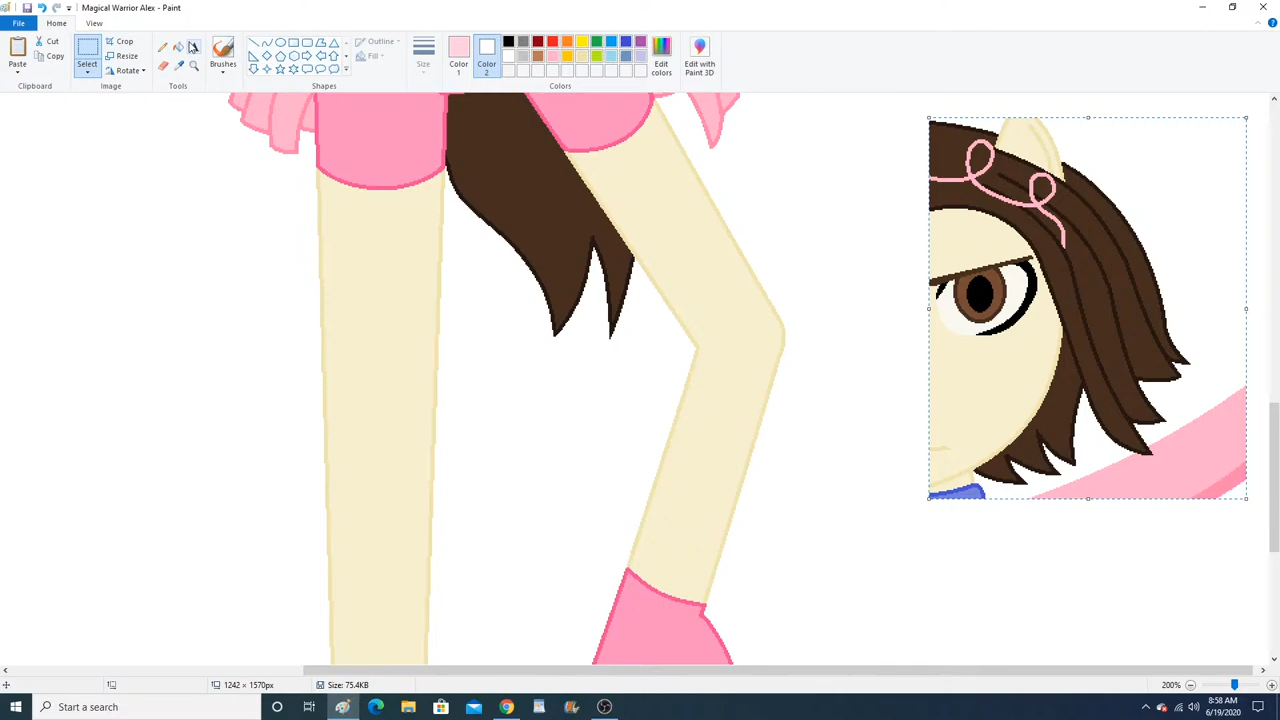 Magical Warrior Alex - Paint
File
Home
View
Paste
Cut
Copy
Clipboard
Select
Crop
Resize
Rotate
Image
A
Tools
Brushes
Outline
Fill
Shapes
Size
Color 1
Color 2
Edit colors
Edit with Paint 3D
Colors
1242 × 1570px
Size: 75.4KB
200%
Start a search
8:58 AM
6/19/2020